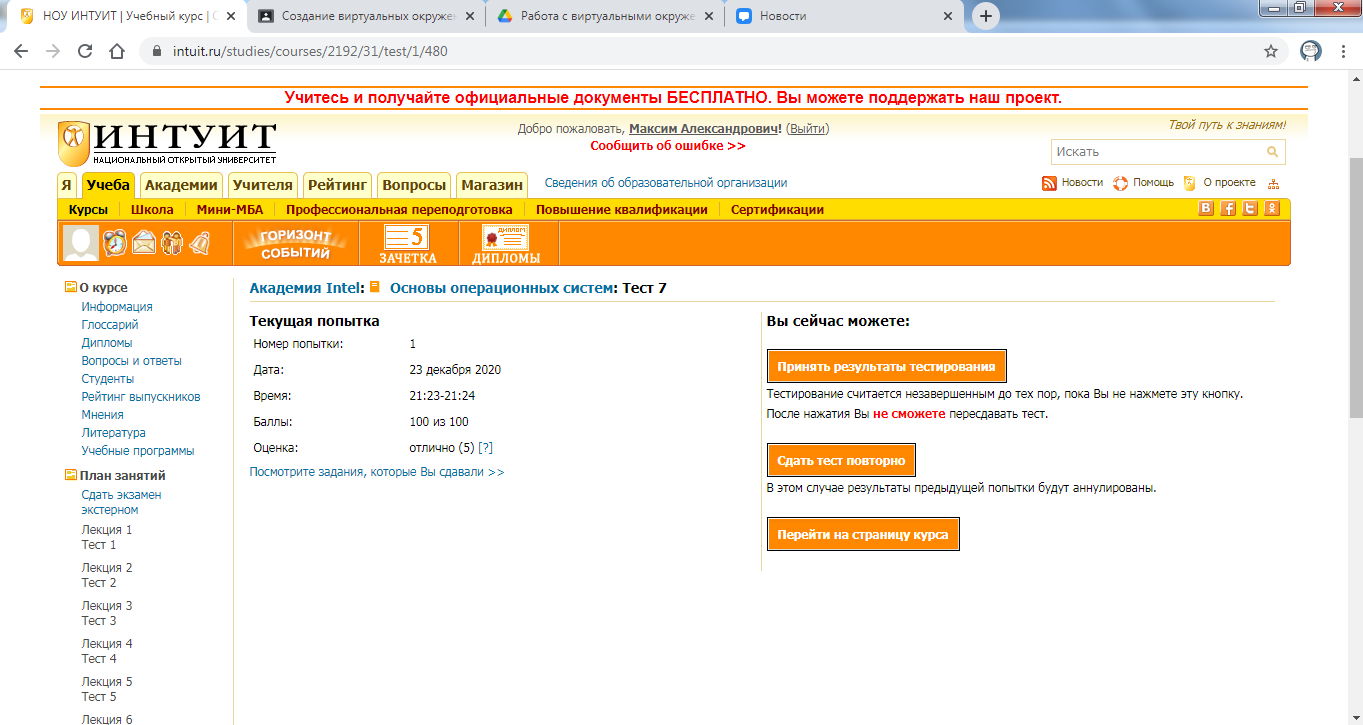 НОУ ИНТУИТ | Учебный курс | О
Создание виртуальных окружен
Работа с виртуальными окруже
Новости
intuit.ru/studies/courses/2192/31/test/1/480
Учитесь и получайте официальные документы БЕСПЛАТНО. Вы можете поддержать наш проект.
ИНТУИТ
НАЦИОНАЛЬНЫЙ ОТКРЫТЫЙ УНИВЕРСИТЕТ
Добро пожаловать, Максим Александрович! (Выйти)
Сообщить об ошибке >>
Твой путь к знаниям!
Искать
Я Учеба Академии Учителя Рейтинг Вопросы Магазин Сведения об образовательной организации Новости Помощь О проекте
Курсы Школа Мини-МБА Профессиональная переподготовка Повышение квалификации Сертификации
ГОРИЗОНТ
СОБЫТИЙ
5
ЗАЧЕТКА
ДИПЛОМ
ДИПЛОМЫ
О курсе
Информация
Глоссарий
Дипломы
Вопросы и ответы
Студенты
Рейтинг выпускников
Мнения
Литература
Учебные программы
План занятий
Сдать экзамен
экстерном
Лекция 1
Тест 1
Лекция 2
Тест 2
Лекция 3
Тест 3
Лекция 4
Тест 4
Лекция 5
Тест 5
Лекция 6
Академия Intel: Основы операционных систем: Тест 7
Текущая попытка
Номер попытки: 1
Дата: 23 декабря 2020
Время: 21:23-21:24
Баллы: 100 из 100
Оценка: отлично (5) [?]
Посмотрите задания, которые Вы сдавали >>
Вы сейчас можете:
Принять результаты тестирования
Тестирование считается незавершенным до тех пор, пока Вы не нажмете эту кнопку.
После нажатия Вы не сможете пересдавать тест.
Сдать тест повторно
В этом случае результаты предыдущей попытки будут аннулированы.
Перейти на страницу курса